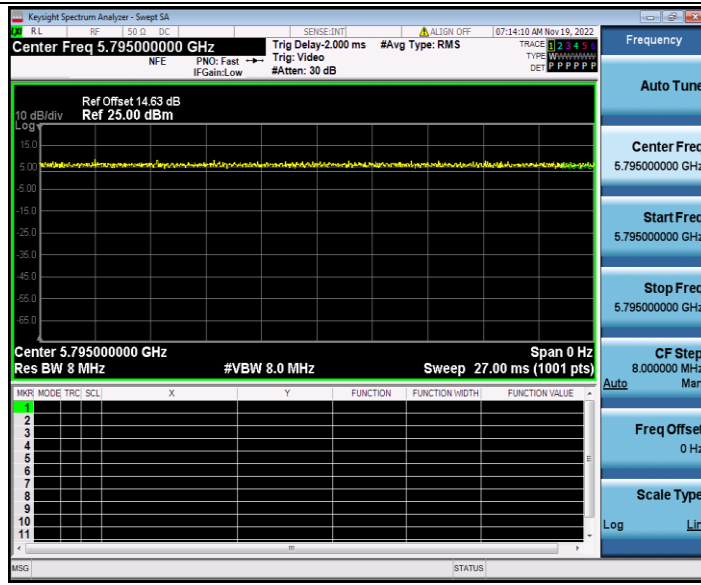 Keysight Spectrum Analyzer - Swept SA
RL RF 50 Ω DC SENSE:INT ALIGN OFF 07:14:10 AM Nov 19, 2022
Center Freq 5.795000000 GHz
NFE
PNO: Fast
IFGain:Low
Trig Delay-2.000 ms
Trig: Video
#Atten: 30 dB
#Avg Type: RMS
TRACE 1 2 3 4 5 6
TYPE WWWWWW
DET P P P P P P
Ref Offset 14.63 dB
10 dB/div Ref 25.00 dBm
Log
15.0
5.00
-5.00
-15.0
-25.0
-35.0
-45.0
-55.0
-65.0
Center 5.795000000 GHz Span 0 Hz
Res BW 8 MHz #VBW 8.0 MHz Sweep 27.00 ms (1001 pts)
MKR MODE TRC SCL X Y FUNCTION FUNCTION WIDTH FUNCTION VALUE
1
2
3
4
5
6
7
8
9
10
11
MSG STATUS
Frequency
Auto Tune
Center Freq
5.795000000 GHz
Start Freq
5.795000000 GHz
Stop Freq
5.795000000 GHz
CF Step
8.000000 MHz
Auto Man
Freq Offset
0 Hz
Scale Type
Log Lin